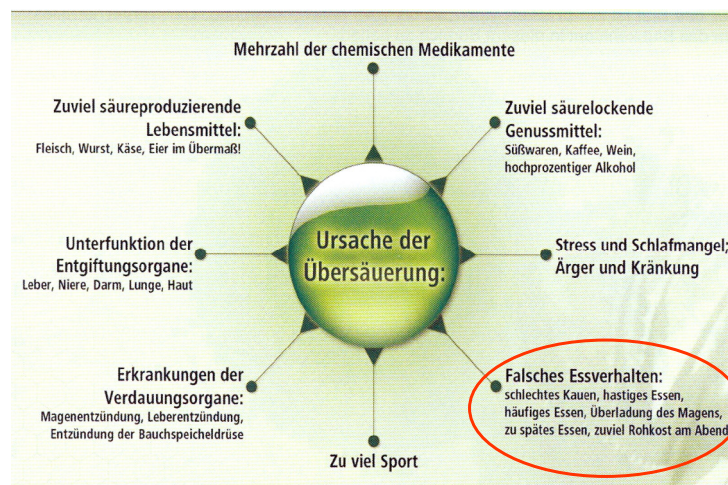 Mehrzahl der chemischen Medikamente
Zuviel säureproduzierende
Lebensmittel:
Fleisch, Wurst, Käse, Eier im Übermaß!
Zuviel säurelockende
Genussmittel:
Süßwaren, Kaffee, Wein,
hochprozentiger Alkohol
Unterfunktion der
Entgiftungsorgane:
Leber, Niere, Darm, Lunge, Haut
Ursache der
Übersäuerung:
Stress und Schlafmangel;
Ärger und Kränkung
Erkrankungen der
Verdauungsorgane:
Magenentzündung, Leberentzündung,
Entzündung der Bauchspeicheldrüse
Zu viel Sport
Falsches Essverhalten:
schlechtes Kauen, hastiges Essen,
häufiges Essen, Überladung des Magens,
zu spätes Essen, zuviel Rohkost am Abend